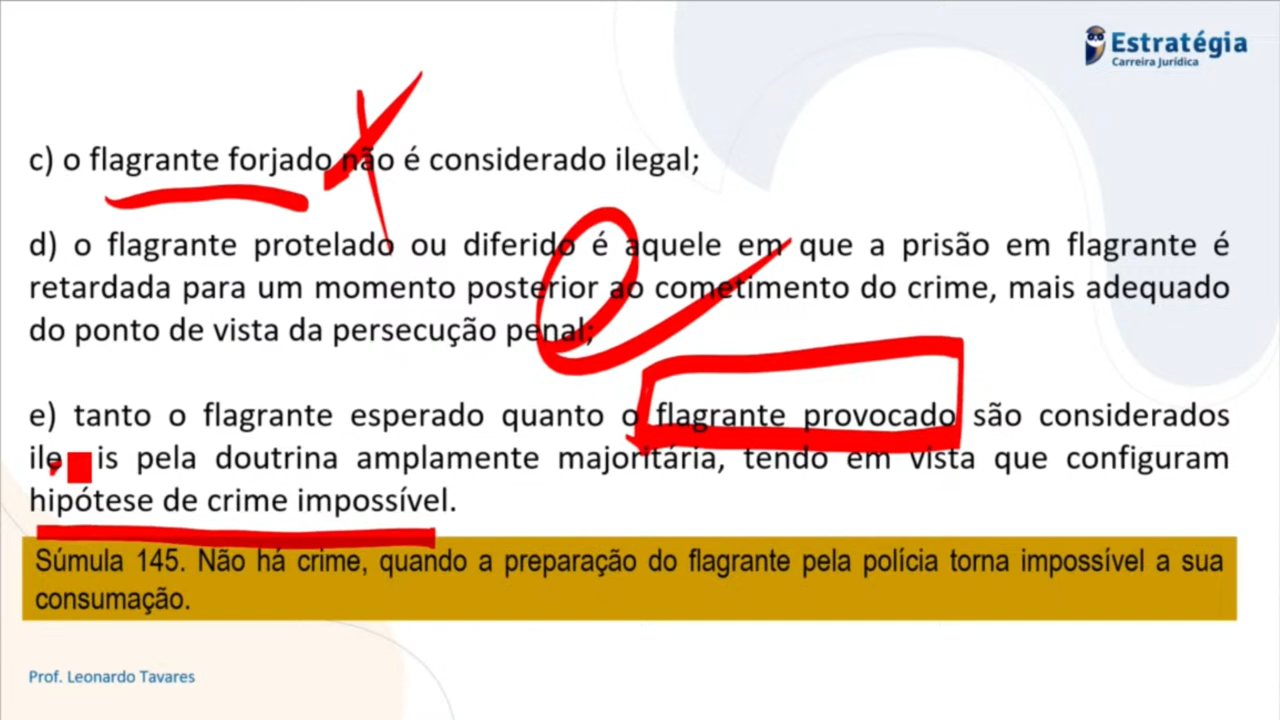 Estratégia
Carreira Jurídica
c) o flagrante forjado não é considerado ilegal;
d) o flagrante protelado ou diferido é aquele em que a prisão em flagrante é
retardada para um momento posterior ao cometimento do crime, mais adequado
do ponto de vista da persecução penal;
e) tanto o flagrante esperado quanto o flagrante provocado são considerados
ile is pela doutrina amplamente majoritária, tendo em vista que configuram
hipótese de crime impossível.
Súmula 145. Não há crime, quando a preparação do flagrante pela polícia torna impossível a sua
consumação.
Prof. Leonardo Tavares